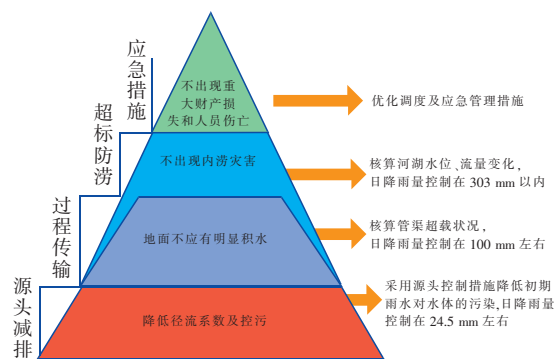 应急措施
不出现重
大财产损
失和人员伤亡
优化调度及应急管理措施
超标防涝
不出现内涝灾害
核算河湖水位、流量变化,
日降雨量控制在 303 mm 以内
过程传输
地面不应有明显积水
核算管渠超载状况,
日降雨量控制在 100 mm 左右
源头减排
降低径流系数及控污
采用源头控制措施降低初期
雨水对水体的污染,日降雨量
控制在 24.5 mm 左右